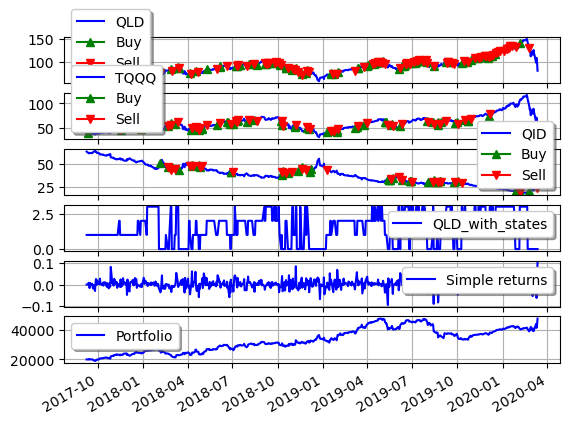 QLD
Buy
Sell
150
100
TQQQ
Buy
Sell
100
50
QID
Buy
Sell
50
25
QLD_with_states
2.5
0.0
Simple returns
0.1
0.0
−0.1
Portfolio
40000
20000
2017-10
2018-01
2018-04
2018-07
2018-10
2019-01
2019-04
2019-07
2019-10
2020-01
2020-04